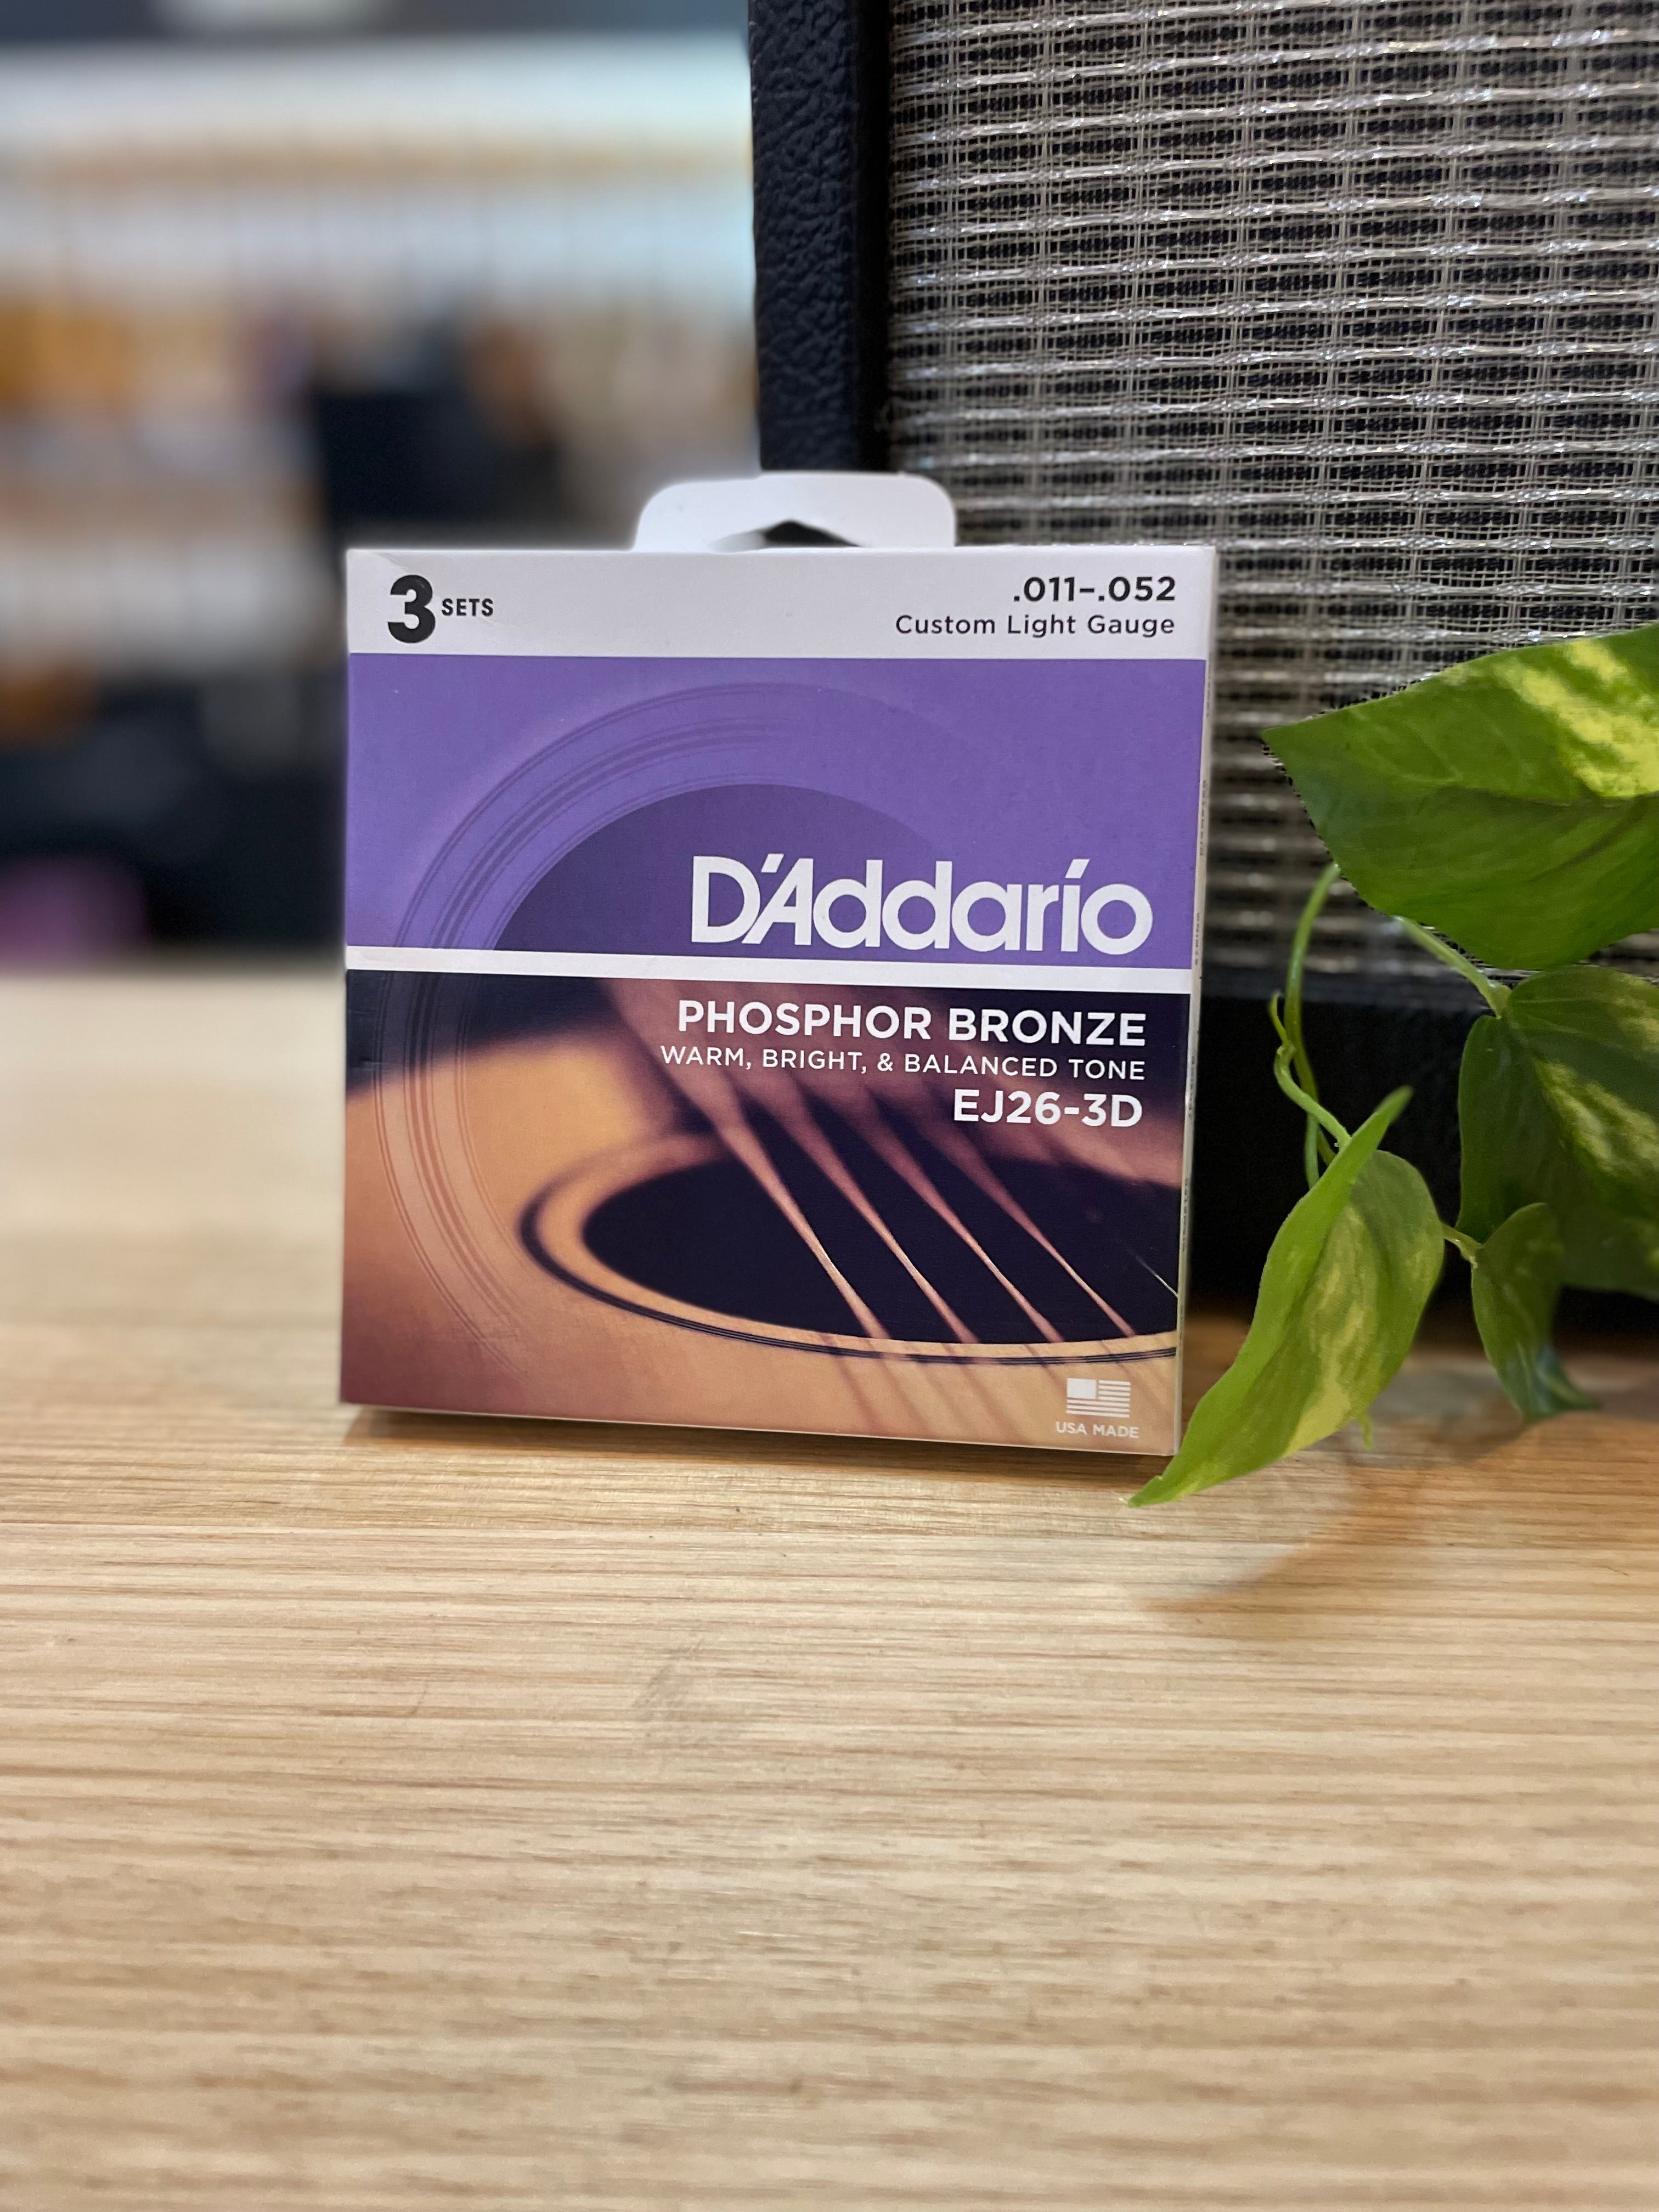 3 SETS
.011–.052
Custom Light Gauge
D'Addario
PHOSPHOR BRONZE
WARM, BRIGHT, & BALANCED TONE
EJ26-3D
USA MADE